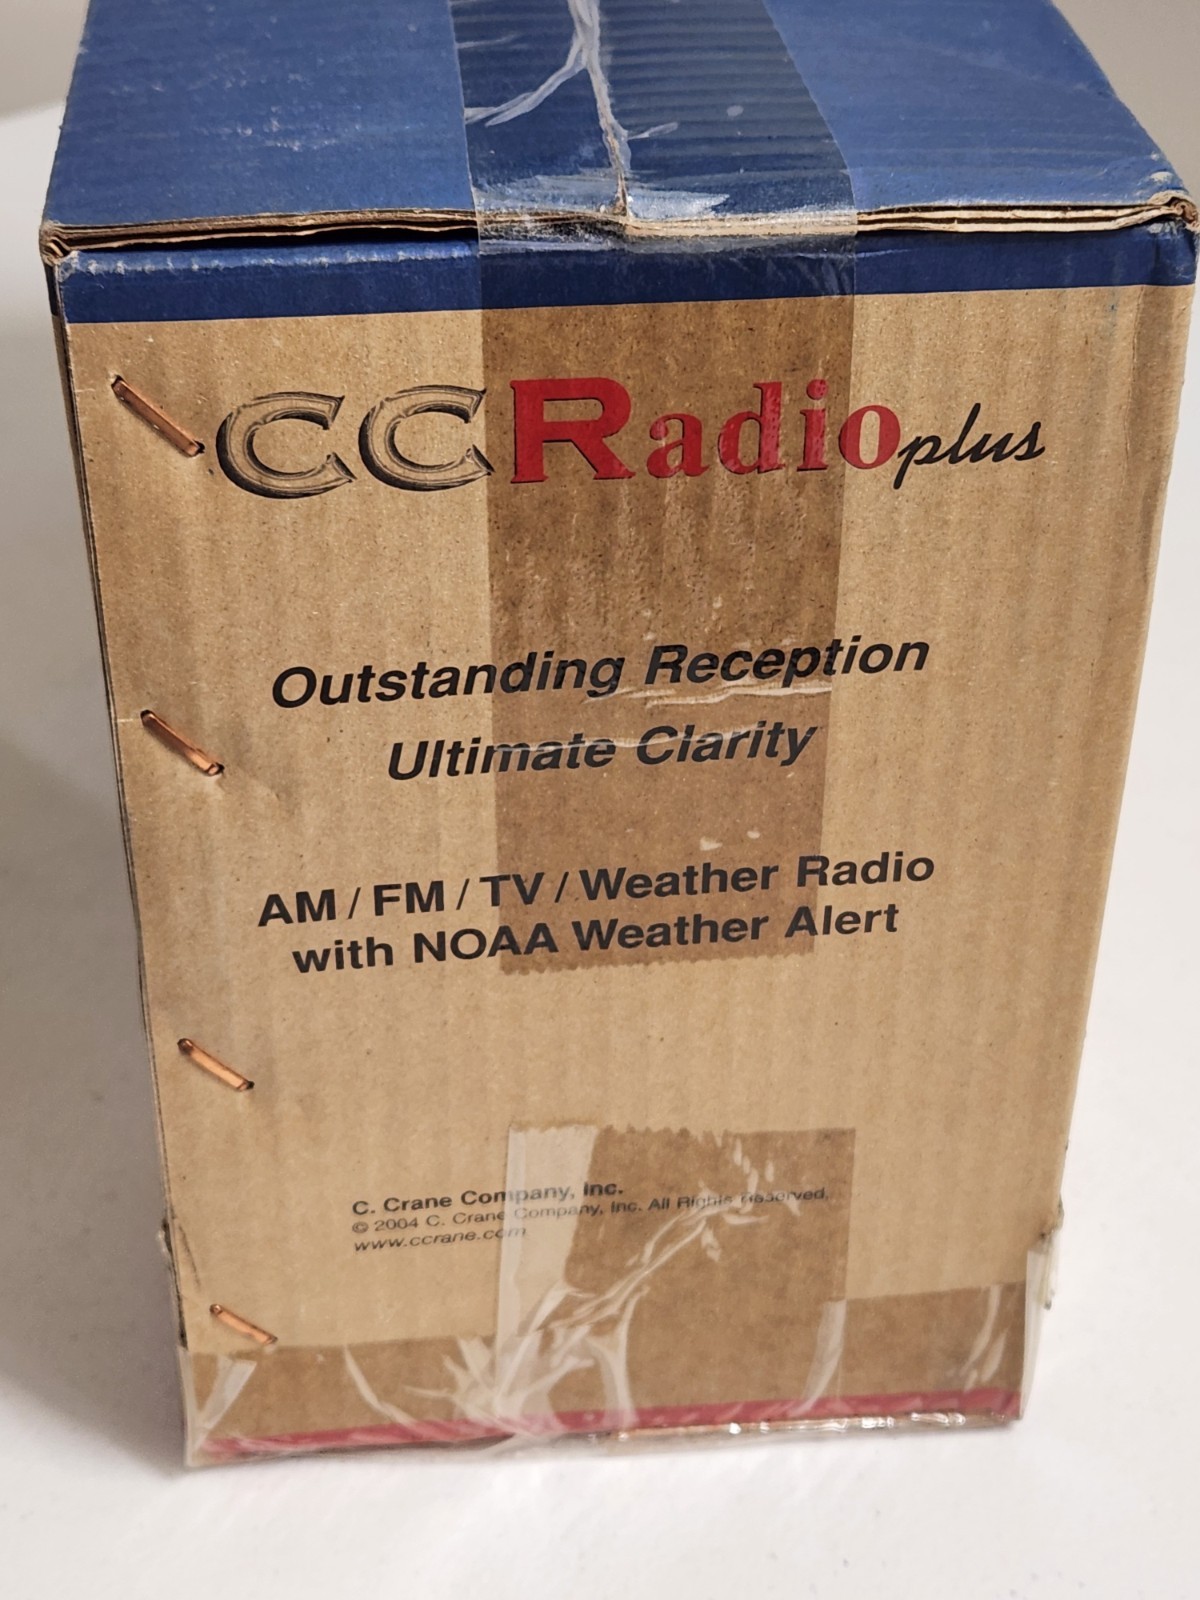 CCRadioplus
Outstanding Reception
Ultimate Clarity
AM / FM / TV / Weather Radio
with NOAA Weather Alert
C. Crane Company, Inc.
© 2004 C. Crane Company, Inc. All Rights Reserved.
www.ccrane.com